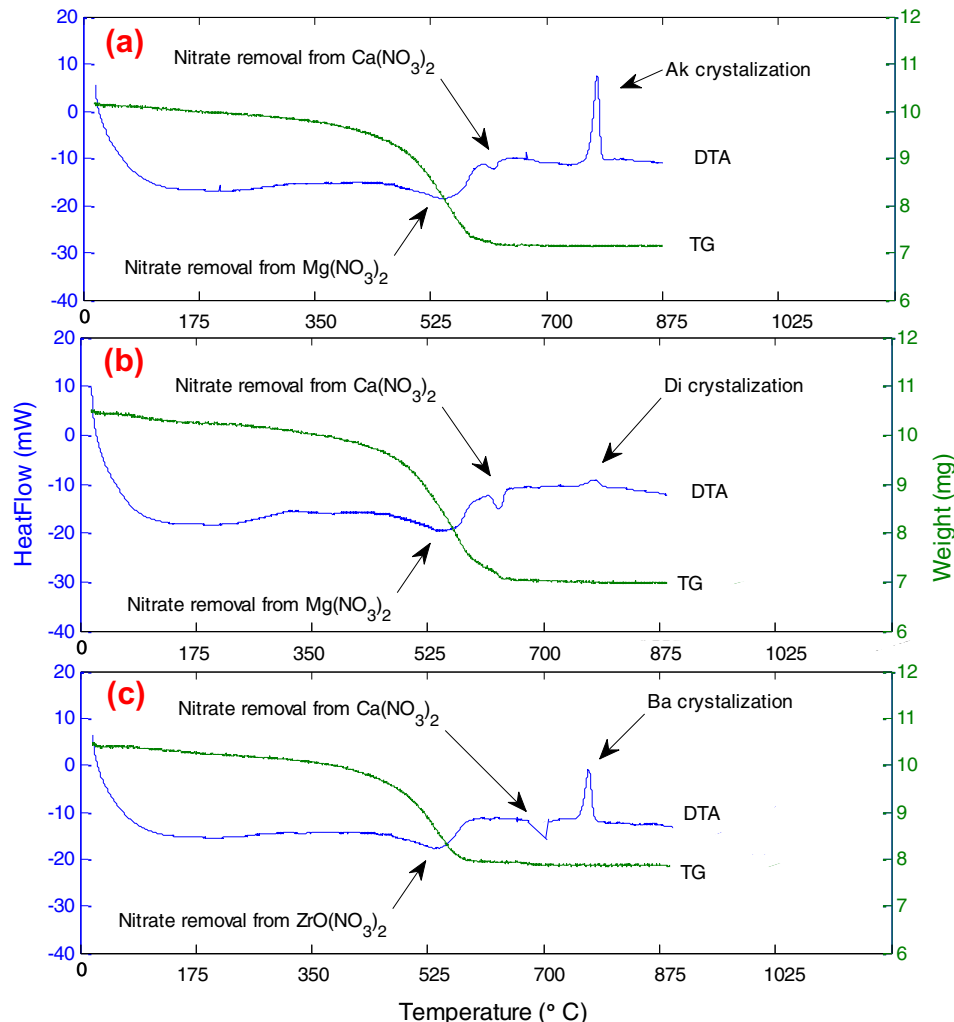 20
12
(a)
Nitrate removal from Ca(NO3)2
10
11
Ak crystalization
0
10
-10
DTA
9
-20
8
-30
Nitrate removal from Mg(NO3)2
TG
7
-40
6
0 175 350 525 700 875 1025
20
12
(b)
Nitrate removal from Ca(NO3)2
Di crystalization
10
11
0
10
-10
DTA
9
-20
8
-30
Nitrate removal from Mg(NO3)2
TG
7
-40
6
0 175 350 525 700 875 1025
HeatFlow (mW)
Weight (mg)
20
12
(c)
Nitrate removal from Ca(NO3)2
Ba crystalization
10
11
0
10
-10
DTA
9
-20
TG
8
-30
Nitrate removal from ZrO(NO3)2
7
-40
6
0 175 350 525 700 875 1025
Temperature (° C)